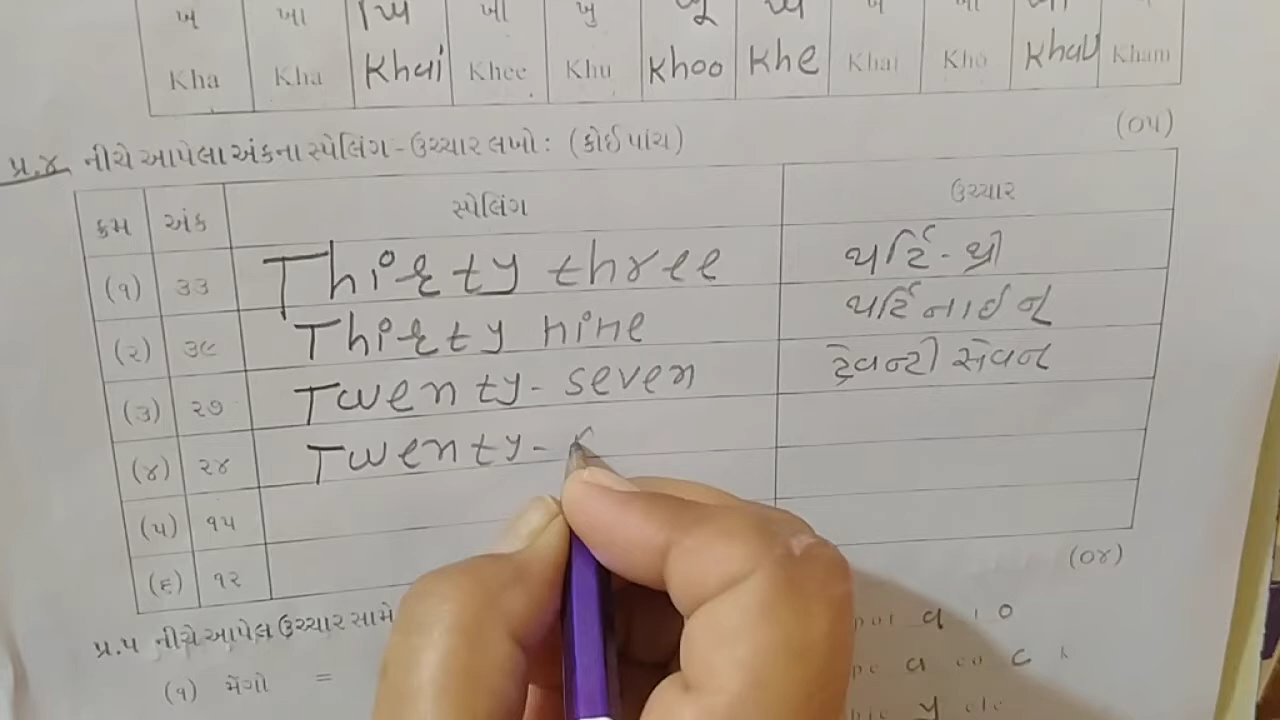 ખ ખા ખિ ખી ખુ ખૂ ખે ખૈ ખો ખૌ
Kha Kha Khai Khee Khu Khoo Khe Khai Kho Khau Kham
પ્ર.૪ નીચે આપેલા અંકના સ્પેલિંગ - ઉચ્ચાર લખો : (કોઈ પાંચ) (૦૫)
ક્રમ અંક સ્પેલિંગ ઉચ્ચાર
(૧) ૩૩ Thirty three થર્ટિ - થ્રી
(૨) ૩૯ Thirty nine થર્ટિ નાઈન
(૩) ૨૭ Twenty - seven ટ્વેન્ટી સેવન
(૪) ૨૪ Twenty -
(૫) ૧૫
(૬) ૧૨
(૦૪)
પ્ર.૫ નીચે આપેલ ઉચ્ચાર સામે
a i o
(૧) મેંગો = a c
y